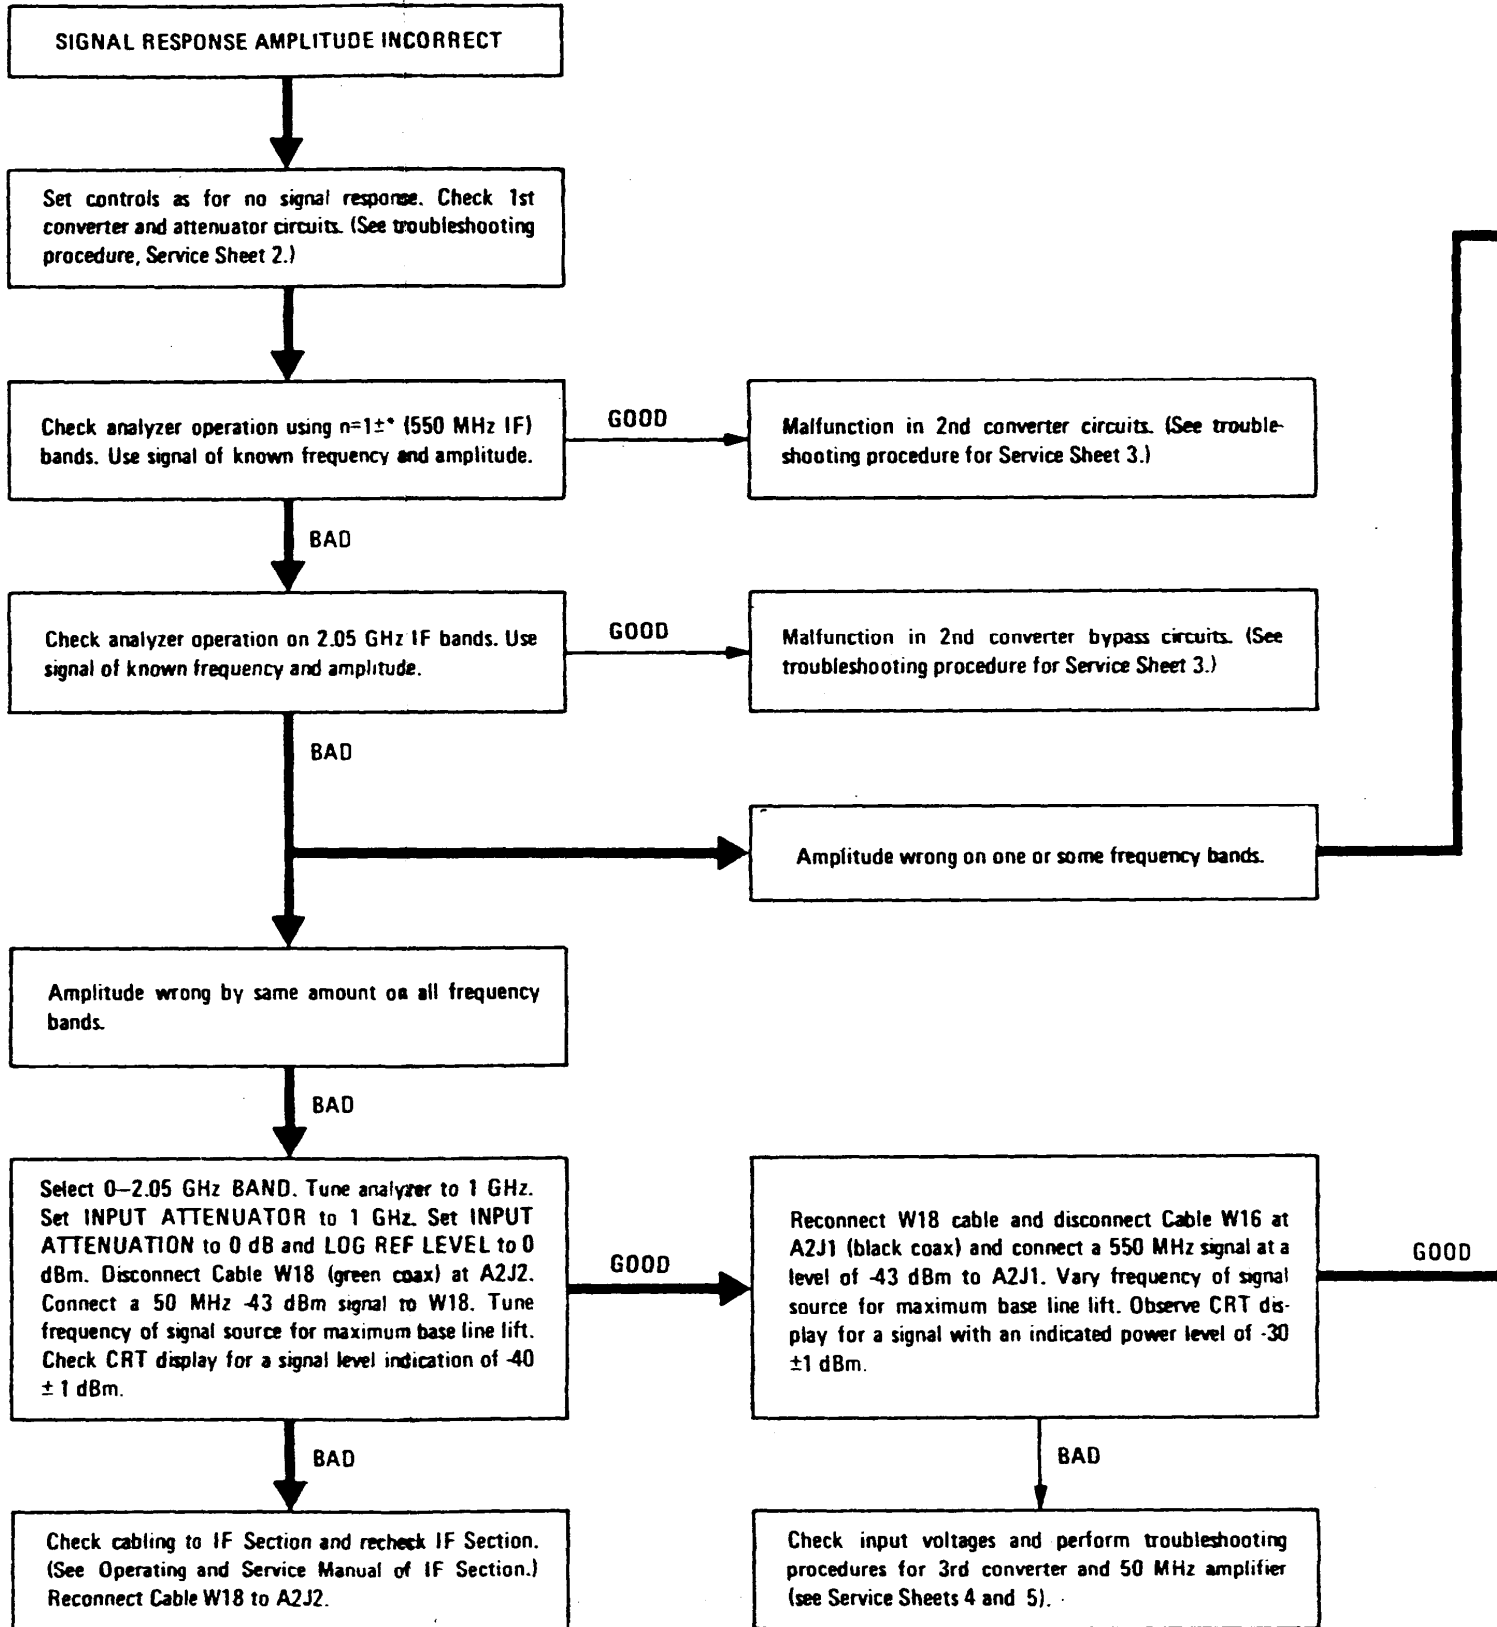 SIGNAL RESPONSE AMPLITUDE INCORRECT
Set controls as for no signal response. Check 1st
converter and attenuator circuits. (See troubleshooting
procedure, Service Sheet 2.)
Check analyzer operation using n=1±* (550 MHz IF)
bands. Use signal of known frequency and amplitude.
GOOD
Malfunction in 2nd converter circuits. (See trouble-
shooting procedure for Service Sheet 3.)
BAD
Check analyzer operation on 2.05 GHz IF bands. Use
signal of known frequency and amplitude.
GOOD
Malfunction in 2nd converter bypass circuits. (See
troubleshooting procedure for Service Sheet 3.)
BAD
Amplitude wrong on one or some frequency bands.
Amplitude wrong by same amount on all frequency
bands.
BAD
Select 0–2.05 GHz BAND. Tune analyzer to 1 GHz.
Set INPUT ATTENUATOR to 1 GHz. Set INPUT
ATTENUATION to 0 dB and LOG REF LEVEL to 0
dBm. Disconnect Cable W18 (green coax) at A2J2.
Connect a 50 MHz -43 dBm signal to W18. Tune
frequency of signal source for maximum base line lift.
Check CRT display for a signal level indication of -40
± 1 dBm.
GOOD
Reconnect W18 cable and disconnect Cable W16 at
A2J1 (black coax) and connect a 550 MHz signal at a
level of -43 dBm to A2J1. Vary frequency of signal
source for maximum base line lift. Observe CRT dis-
play for a signal with an indicated power level of -30
±1 dBm.
GOOD
BAD
Check cabling to IF Section and recheck IF Section.
(See Operating and Service Manual of IF Section.)
Reconnect Cable W18 to A2J2.
BAD
Check input voltages and perform troubleshooting
procedures for 3rd converter and 50 MHz amplifier
(see Service Sheets 4 and 5).